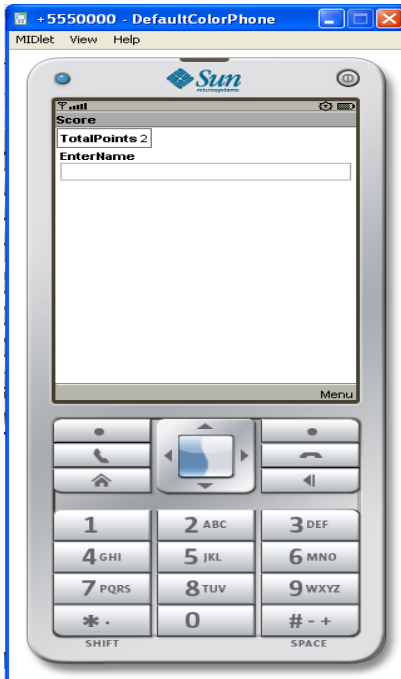 +5550000 - DefaultColorPhone
MIDlet View Help
Sun
microsystems
Score
TotalPoints 2
EnterName
Menu
1 2 ABC 3 DEF
4 GHI 5 JKL 6 MNO
7 PQRS 8 TUV 9 WXYZ
* . 0 # - +
SHIFT SPACE